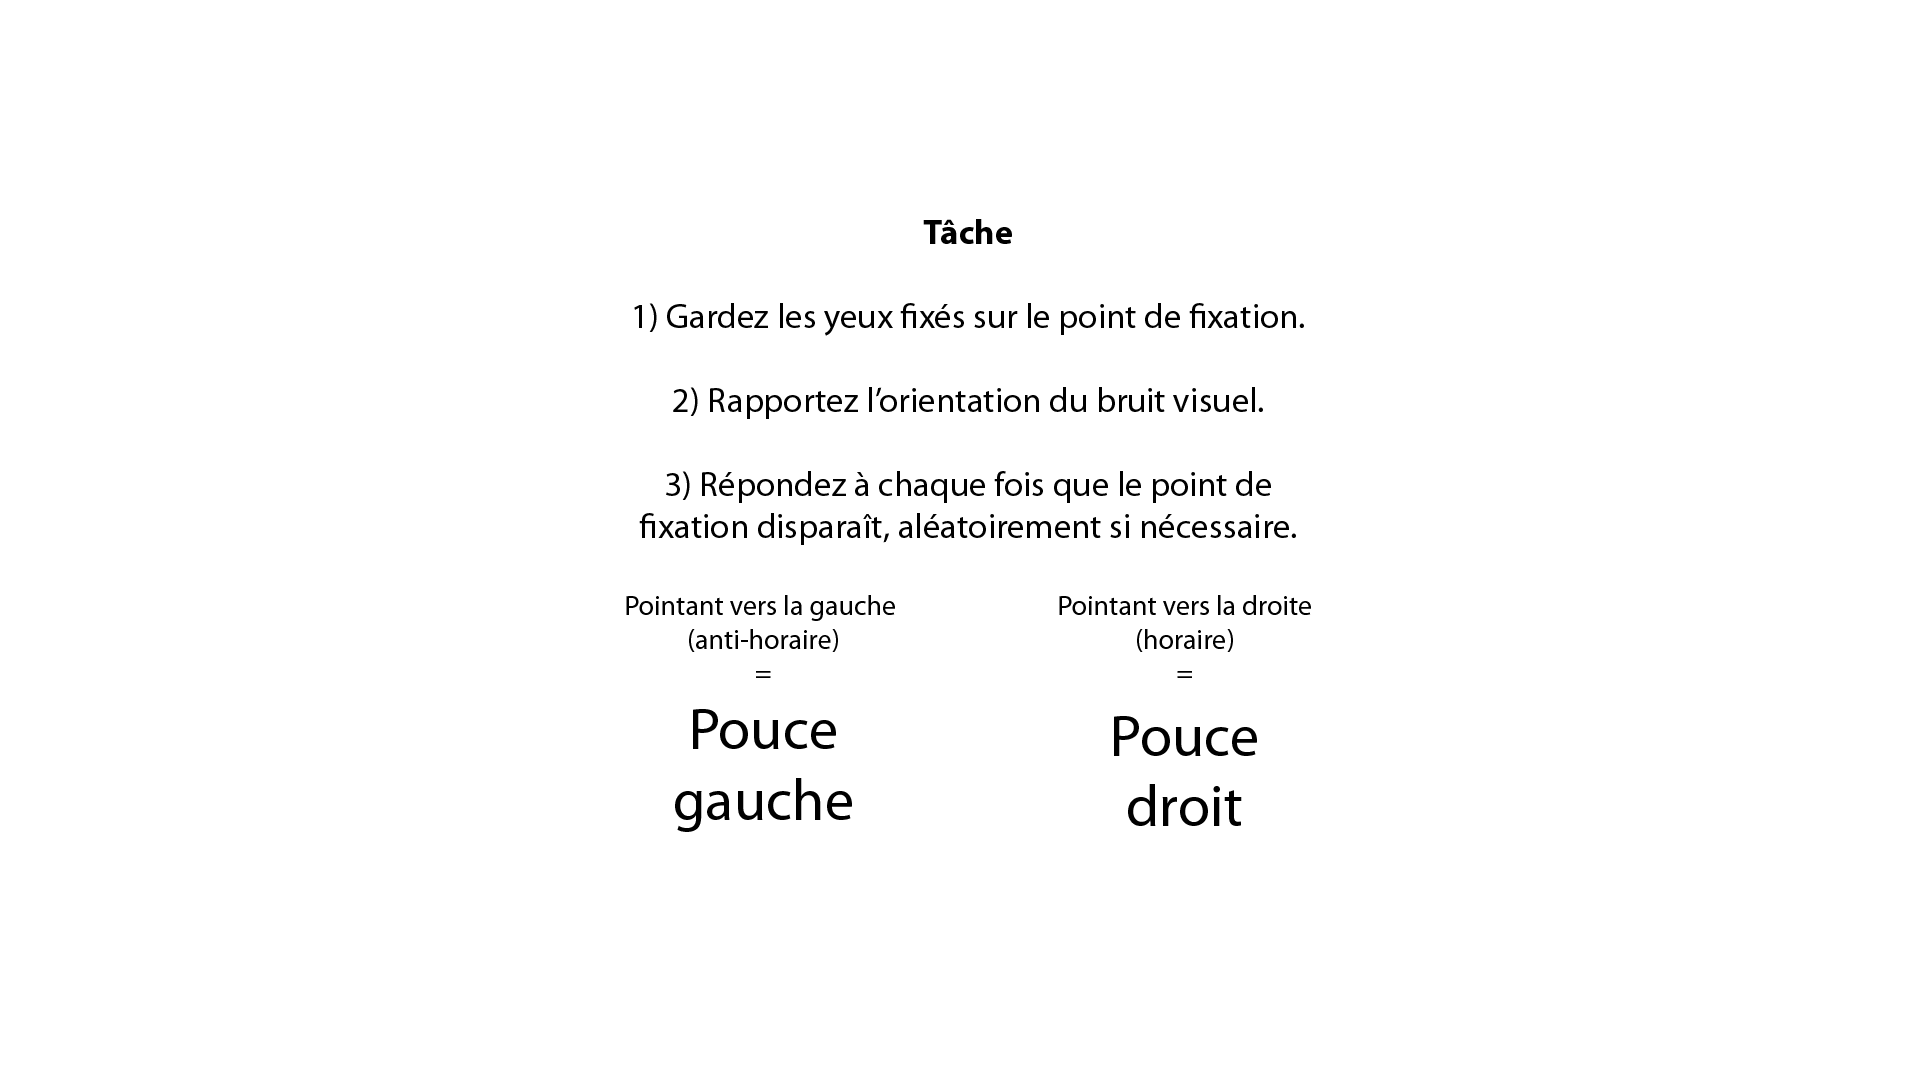 Tâche
1) Gardez les yeux fixés sur le point de fixation.
2) Rapportez l’orientation du bruit visuel.
3) Répondez à chaque fois que le point de
fixation disparaît, aléatoirement si nécessaire.
Pointant vers la gauche
(anti-horaire)
=
Pouce
gauche
Pointant vers la droite
(horaire)
=
Pouce
droit